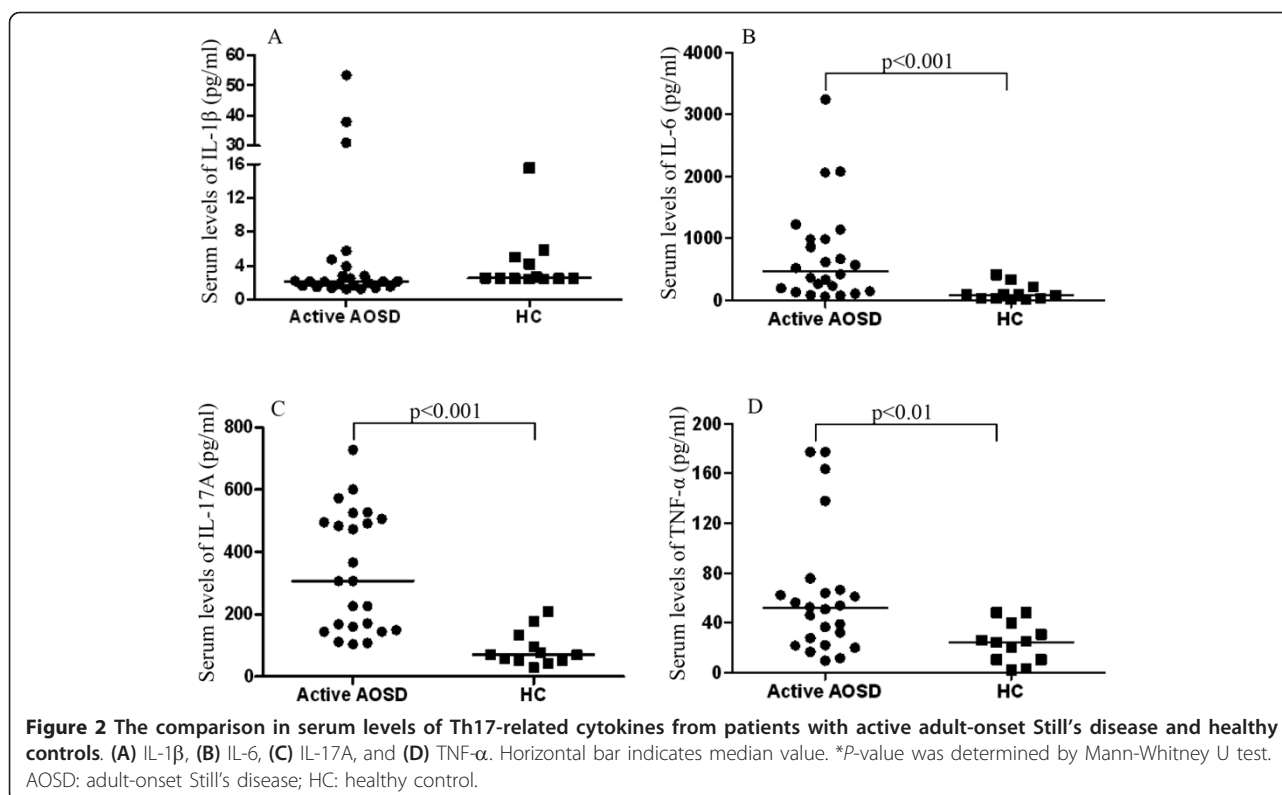 A
Serum levels of IL-1β (pg/ml)
60
50
40
30
16
12
8
4
0
Active AOSD HC
B
p<0.001
Serum levels of IL-6 (pg/ml)
4000
3000
2000
1000
0
Active AOSD HC
C
p<0.001
Serum levels of IL-17A (pg/ml)
800
600
400
200
0
Active AOSD HC
D
p<0.01
Serum levels of TNF-α (pg/ml)
200
160
120
80
40
0
Active AOSD HC
Figure 2 The comparison in serum levels of Th17-related cytokines from patients with active adult-onset Still's disease and healthy
controls. (A) IL-1β, (B) IL-6, (C) IL-17A, and (D) TNF-α. Horizontal bar indicates median value. *P-value was determined by Mann-Whitney U test.
AOSD: adult-onset Still's disease; HC: healthy control.